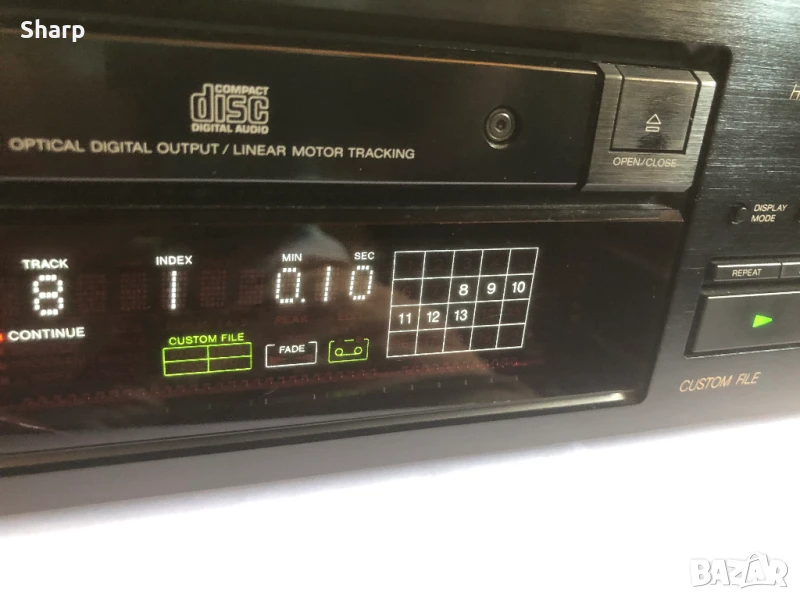 Sharp
COMPACT
disc
DIGITAL AUDIO
OPTICAL DIGITAL OUTPUT / LINEAR MOTOR TRACKING
OPEN/CLOSE
DISPLAY
MODE
TRACK INDEX MIN SEC
8 1 0.10
CONTINUE
CUSTOM FILE
FADE
8 9 10
11 12 13
REPEAT
CUSTOM FILE
BAZAR